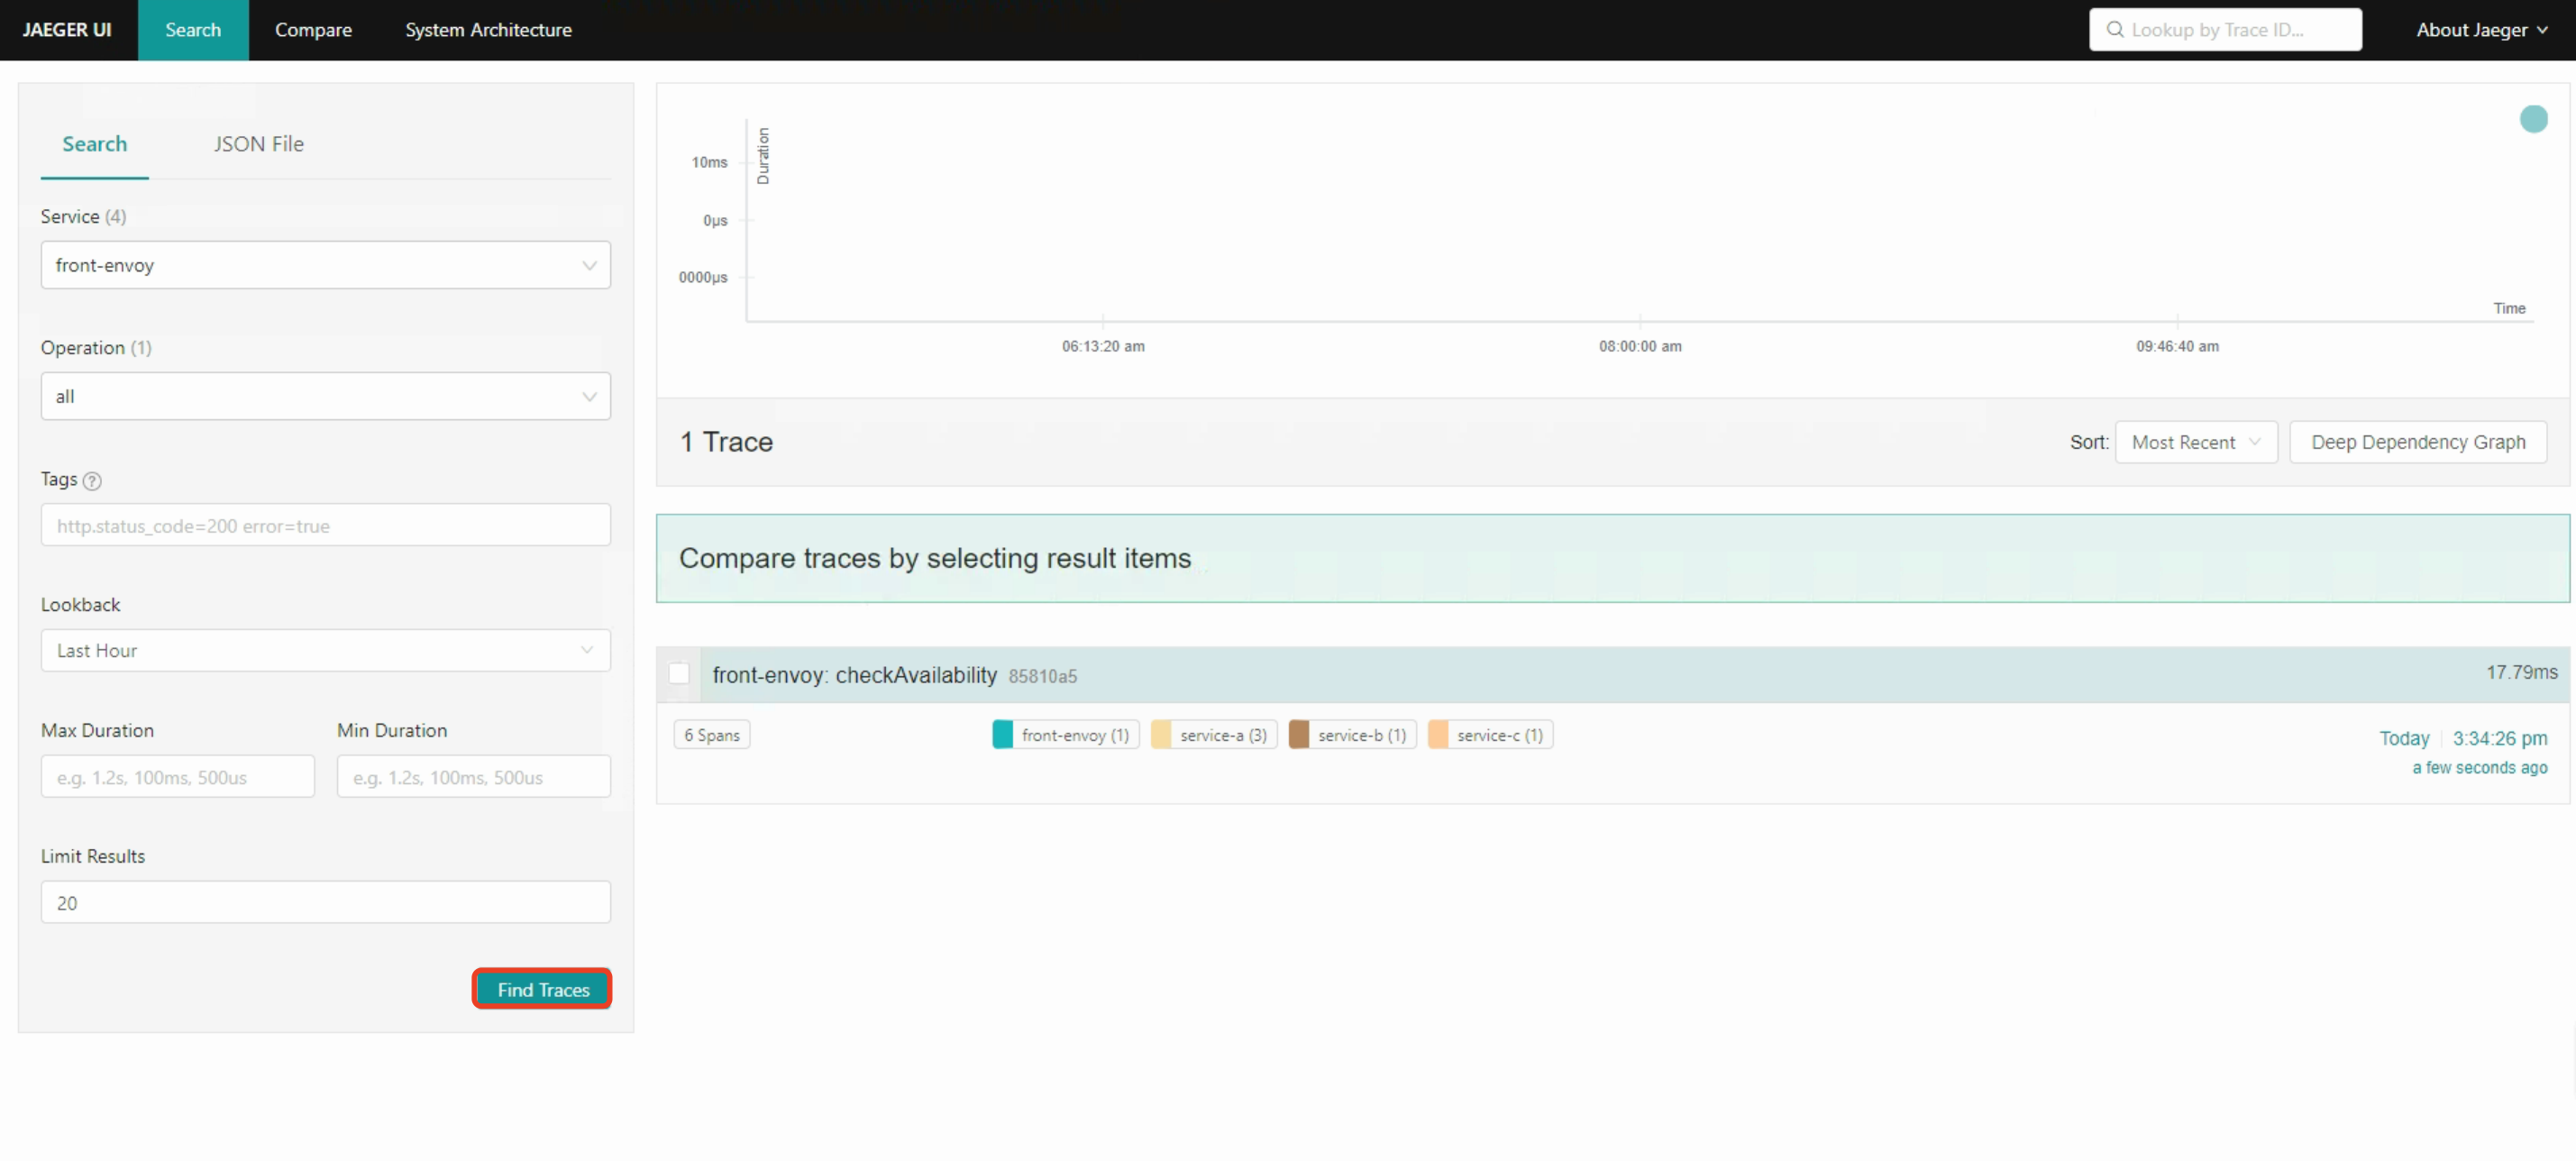 JAEGER UI Search Compare System Architecture Lookup by Trace ID... About Jaeger
Search JSON File
Service (4)
front-envoy
Operation (1)
all
Tags ?
http.status_code=200 error=true
Lookback
Last Hour
Max Duration Min Duration
e.g. 1.2s, 100ms, 500us e.g. 1.2s, 100ms, 500us
Limit Results
20
Find Traces
Duration
10ms
0μs
0000μs
Time
06:13:20 am 08:00:00 am 09:46:40 am
1 Trace Sort: Most Recent Deep Dependency Graph
Compare traces by selecting result items
front-envoy: checkAvailability 85810a5 17.79ms
6 Spans front-envoy (1) service-a (3) service-b (1) service-c (1) Today 3:34:26 pm
a few seconds ago